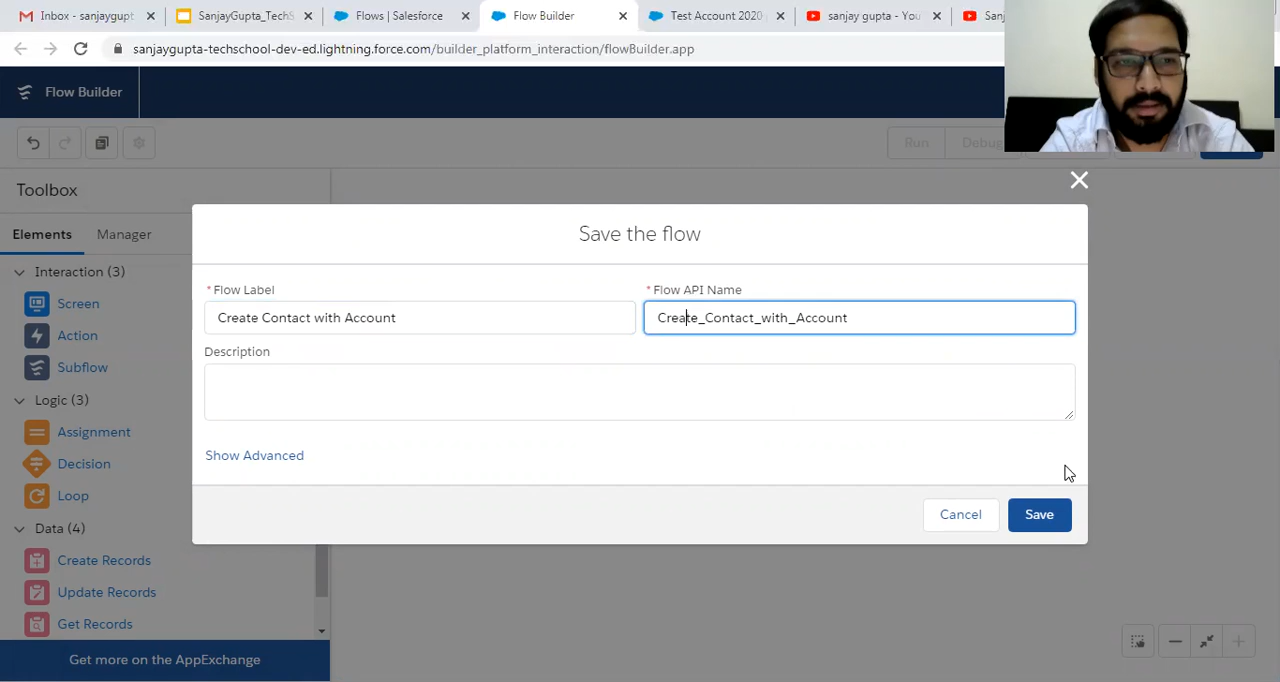 Inbox - sanjaygupt. SanjayGupta_TechS Flows | Salesforce Flow Builder Test Account 2020 sanjay gupta - You San
sanjaygupta-techschool-dev-ed.lightning.force.com/builder_platform_interaction/flowBuilder.app
Flow Builder
Run Debug
Toolbox
Elements Manager
Interaction (3)
Screen
Action
Subflow
Logic (3)
Assignment
Decision
Loop
Data (4)
Create Records
Update Records
Get Records
Get more on the AppExchange
Save the flow
* Flow Label * Flow API Name
Create Contact with Account Create_Contact_with_Account
Description
Show Advanced
Cancel Save